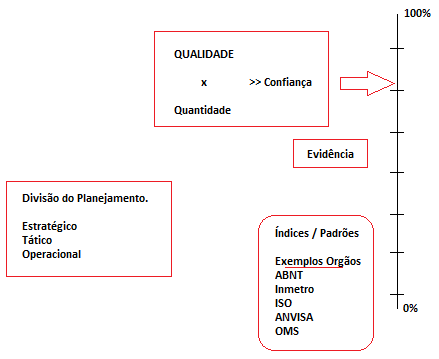 100%
QUALIDADE
x >> Confiança
Quantidade
Evidência
Divisão do Planejamento.
Estratégico
Tático
Operacional
Índices / Padrões
Exemplos Orgãos
ABNT
Inmetro
ISO
ANVISA
OMS
0%